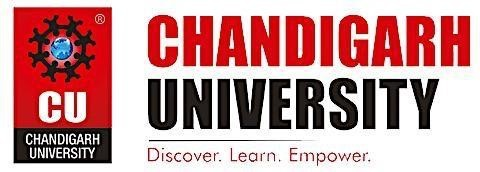 ®
CU
CHANDIGARH
UNIVERSITY
CHANDIGARH
UNIVERSITY
Discover. Learn. Empower.